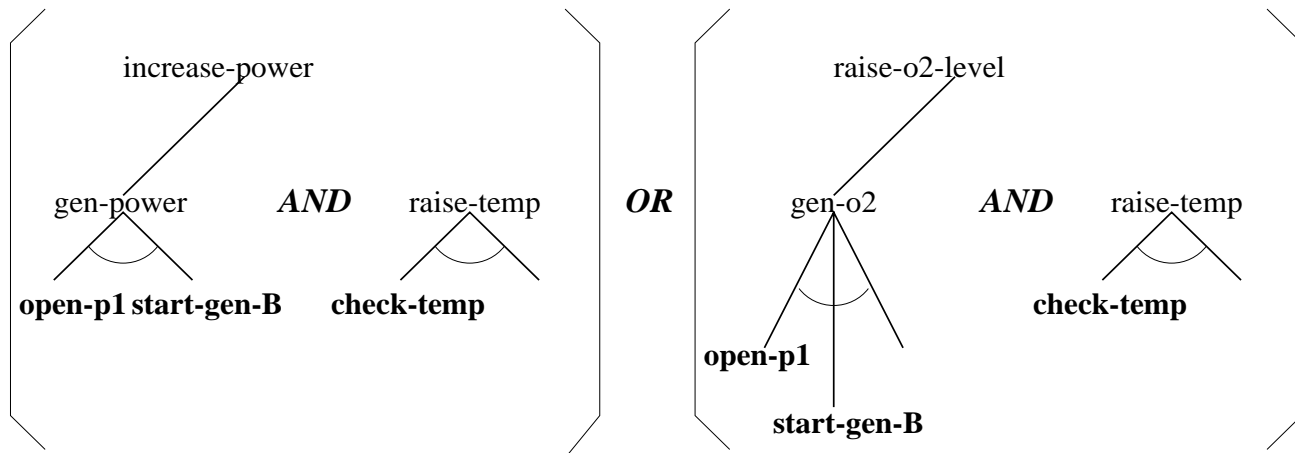 increase-power
gen-power AND raise-temp
open-p1 start-gen-B check-temp
OR
raise-o2-level
gen-o2 AND raise-temp
check-temp
open-p1
start-gen-B